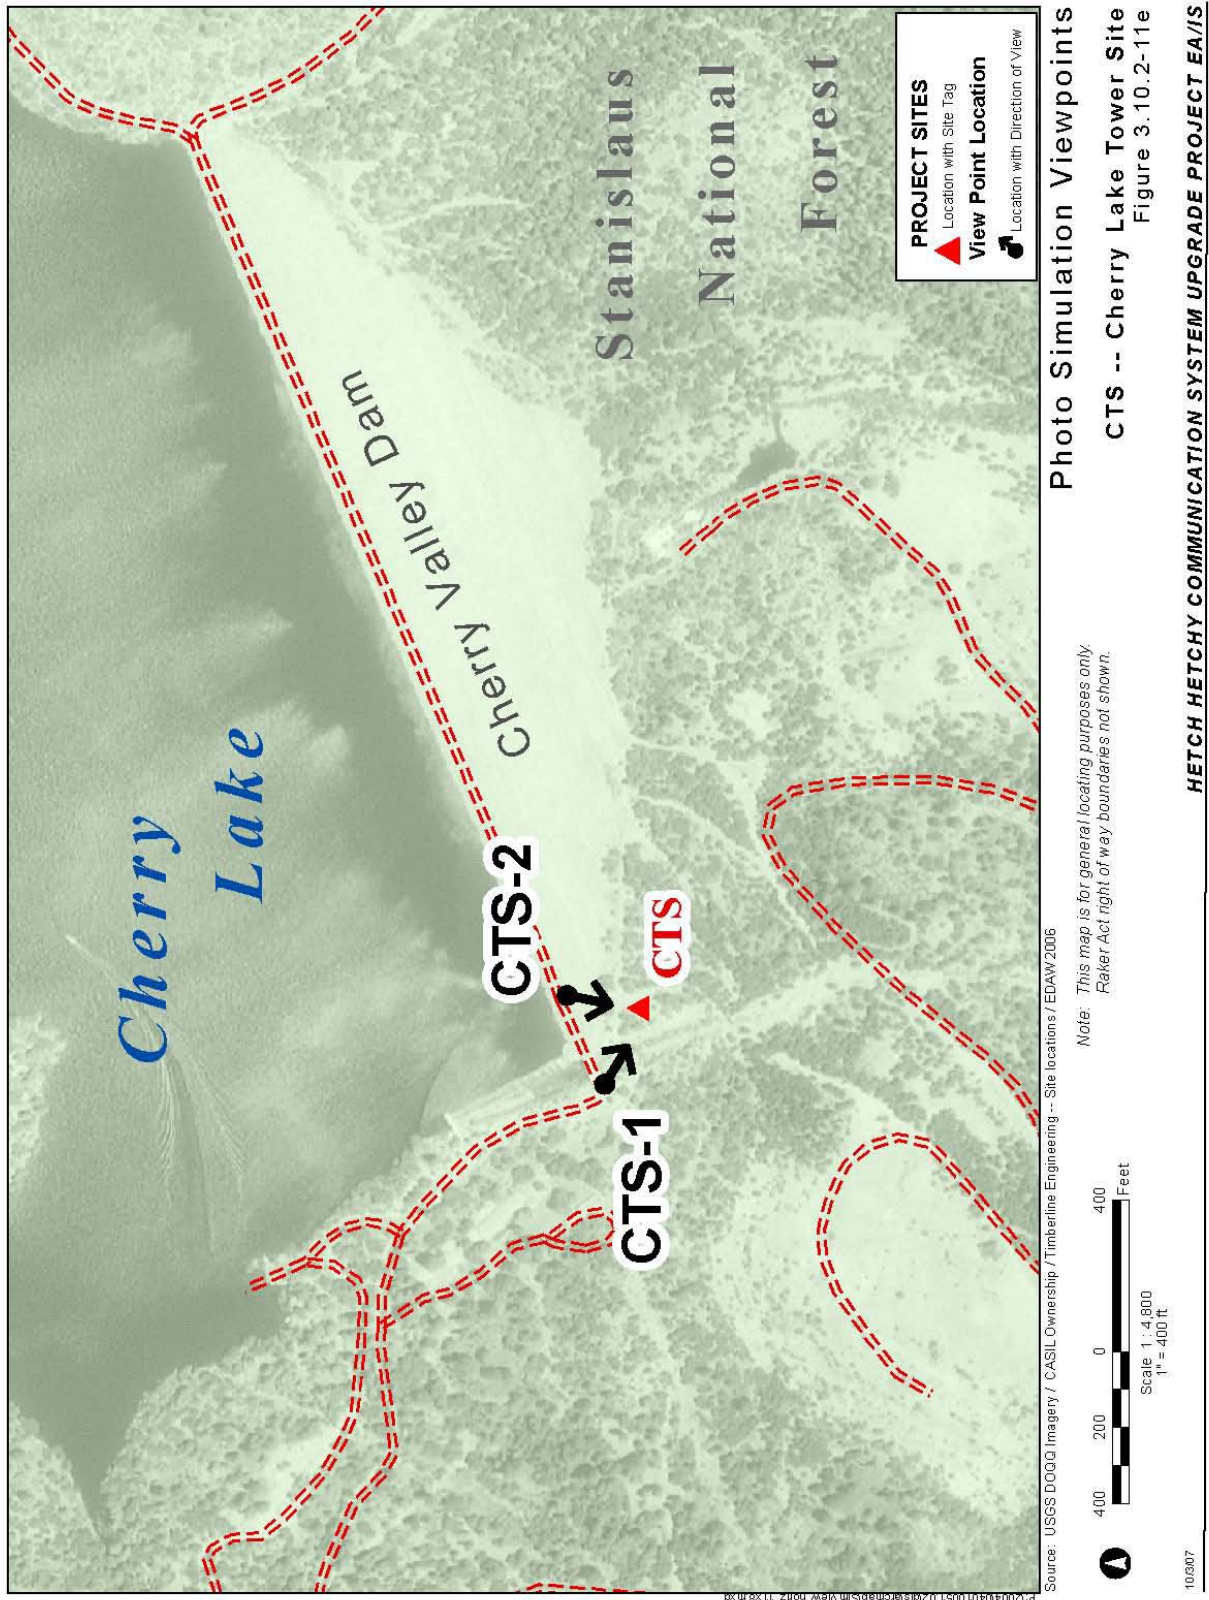 Cherry
Lake
Cherry Valley Dam
Stanislaus
National
Forest
CTS-2
CTS
CTS-1
PROJECT SITES
Location with Site Tag
View Point Location
Location with Direction of View
Source: USGS DOQQ Imagery / CASIL Ownership / Timberline Engineering -- Site locations / EDAW 2006
Photo Simulation Viewpoints
400 200 0 400
Feet
Scale 1 : 4,800
1" = 400 ft
Note: This map is for general locating purposes only.
Raker Act right of way boundaries not shown.
CTS -- Cherry Lake Tower Site
Figure 3.10.2-11e
10/3/07
HETCH HETCHY COMMUNICATION SYSTEM UPGRADE PROJECT EA/IS